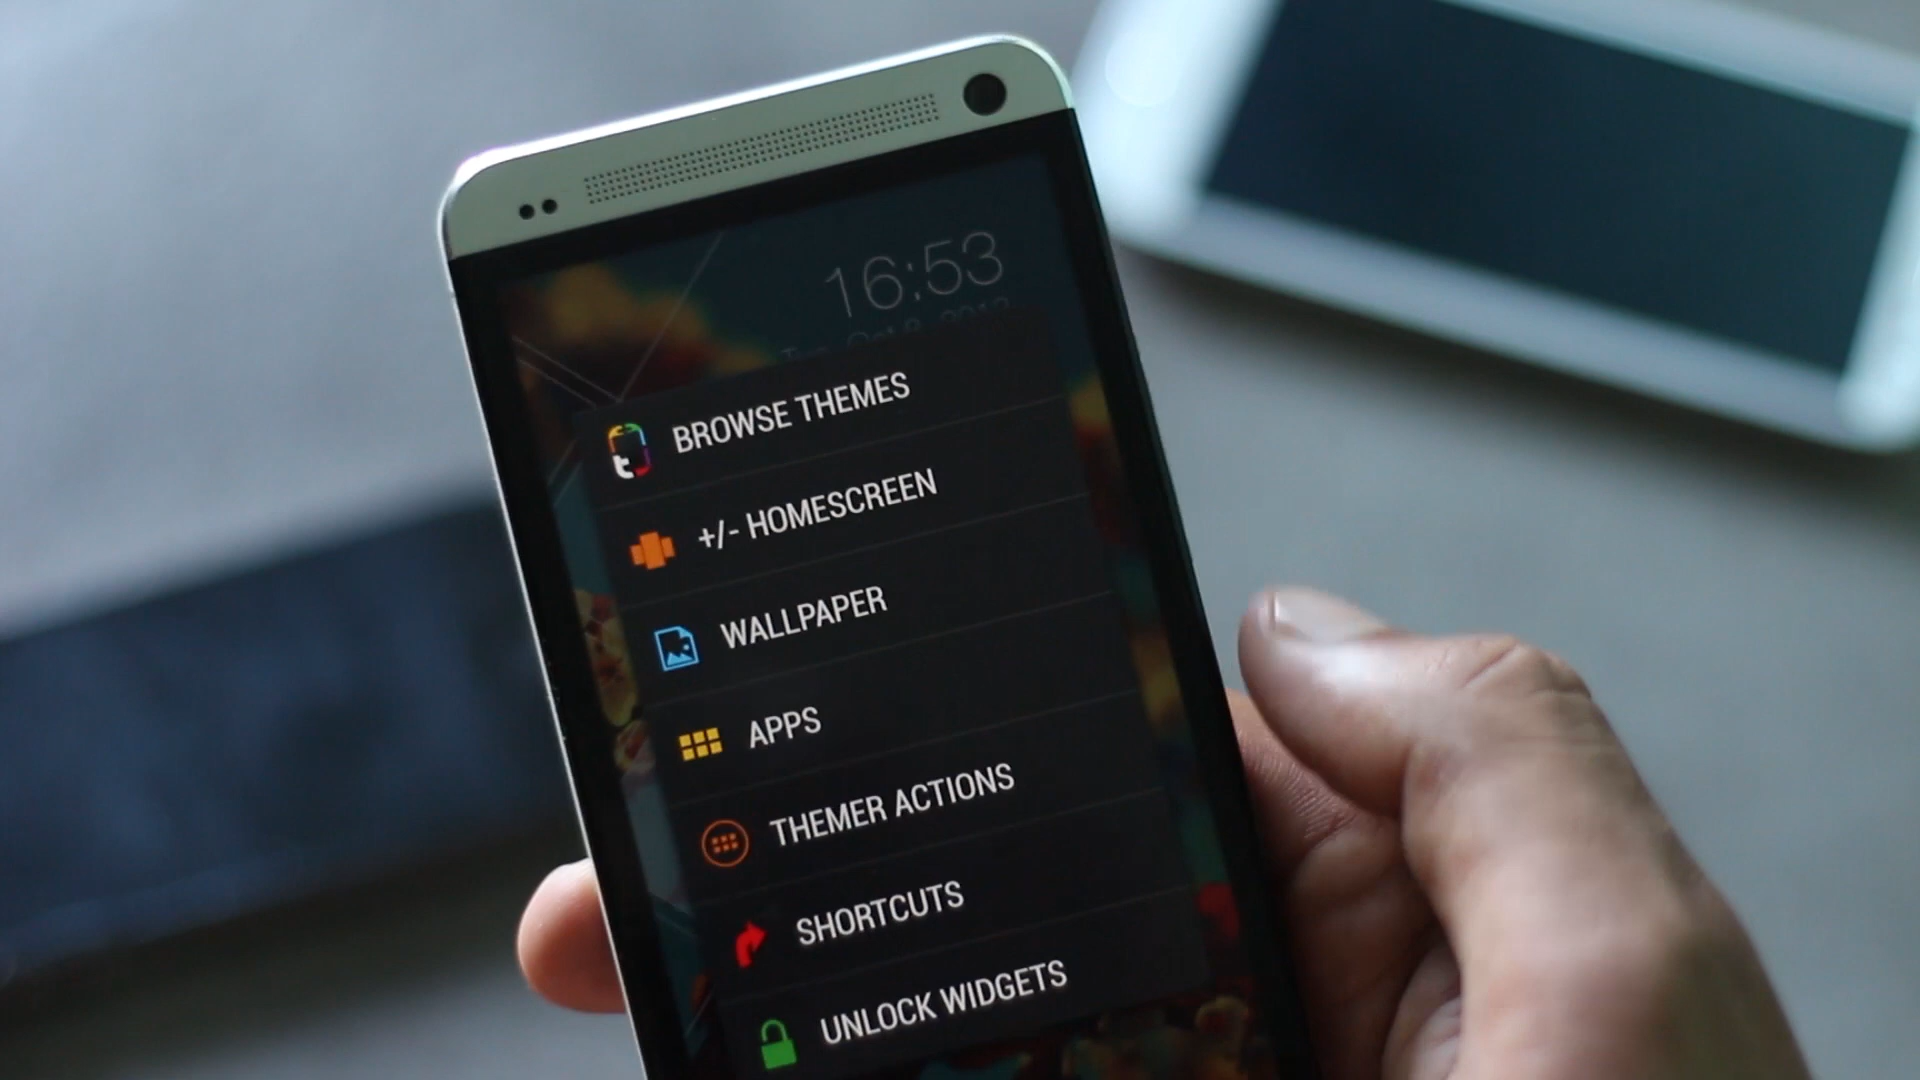 16:53
BROWSE THEMES
+/- HOMESCREEN
WALLPAPER
APPS
THEMER ACTIONS
SHORTCUTS
UNLOCK WIDGETS